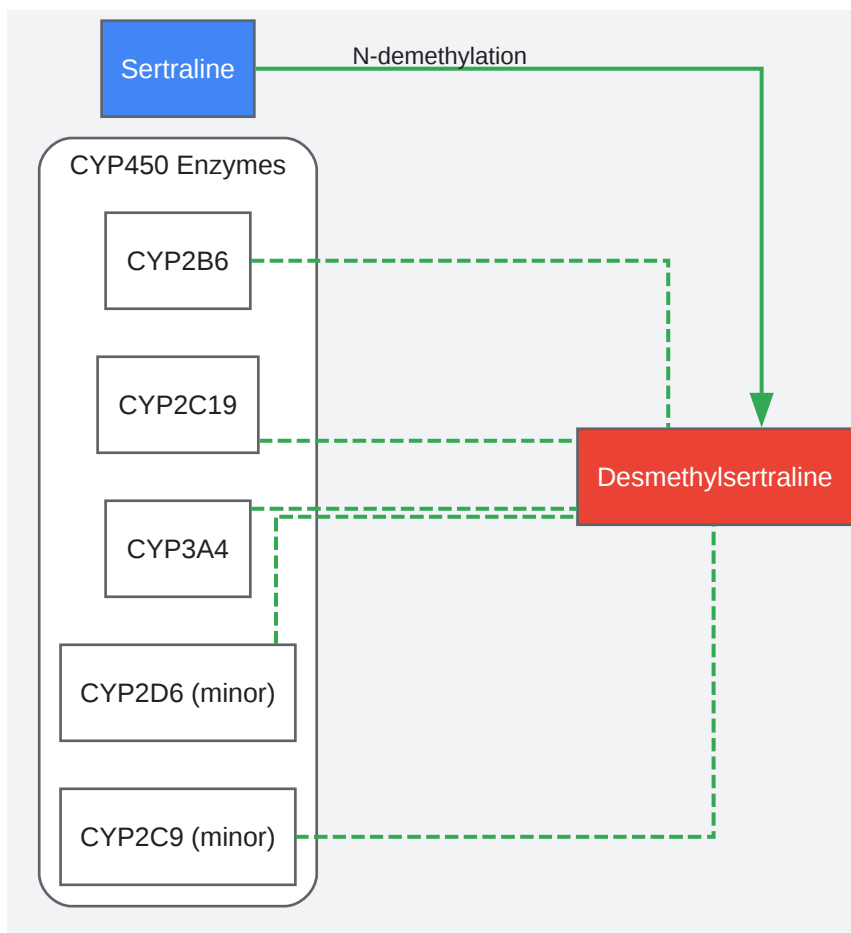 Sertraline
N-demethylation
CYP450 Enzymes
CYP2B6
CYP2C19
Desmethylsertraline
CYP3A4
CYP2D6 (minor)
CYP2C9 (minor)